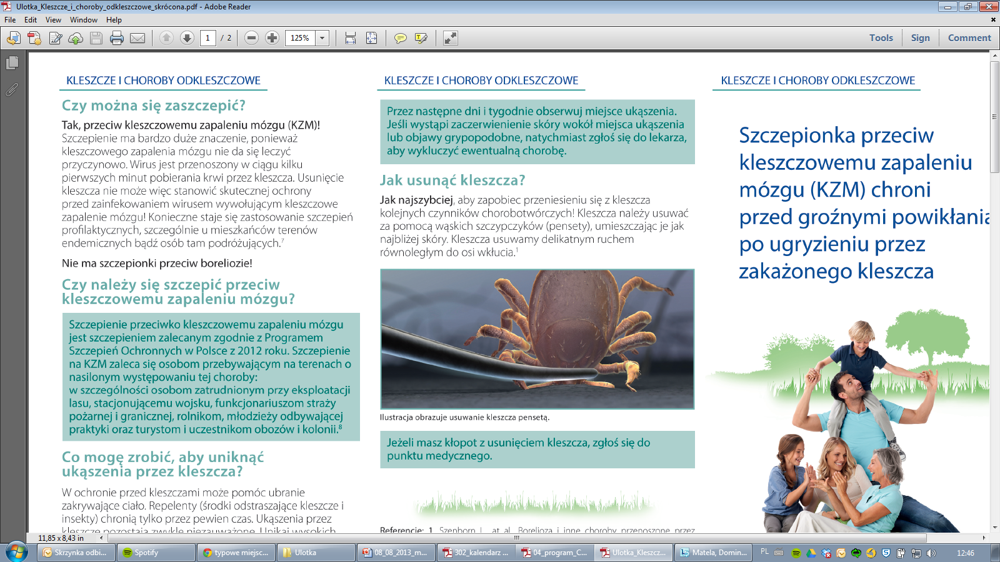 Ulotka_Kleszcze_i_choroby_odkleszczowe_skrócona.pdf - Adobe Reader
File Edit View Window Help
1 / 2 125% Tools Sign Comment
KLESZCZE I CHOROBY ODKLESZCZOWE
Czy można się zaszczepić?
Tak, przeciw kleszczowemu zapaleniu mózgu (KZM)!
Szczepienie ma bardzo duże znaczenie, ponieważ
kleszczowego zapalenia mózgu nie da się leczyć
przyczynowo. Wirus jest przenoszony w ciągu kilku
pierwszych minut pobierania krwi przez kleszcza. Usunięcie
kleszcza nie może więc stanowić skutecznej ochrony
przed zainfekowaniem wirusem wywołującym kleszczowe
zapalenie mózgu! Konieczne staje się zastosowanie szczepień
profilaktycznych, szczególnie u mieszkańców terenów
endemicznych bądź osób tam podróżujących.7
Nie ma szczepionki przeciw boreliozie!
Czy należy się szczepić przeciw
kleszczowemu zapaleniu mózgu?
Szczepienie przeciwko kleszczowemu zapaleniu mózgu
jest szczepieniem zalecanym zgodnie z Programem
Szczepień Ochronnych w Polsce z 2012 roku. Szczepienie
na KZM zaleca się osobom przebywającym na terenach o
nasilonym występowaniu tej choroby:
w szczególności osobom zatrudnionym przy eksploatacji
lasu, stacjonującemu wojsku, funkcjonariuszom straży
pożarnej i granicznej, rolnikom, młodzieży odbywającej
praktyki oraz turystom i uczestnikom obozów i kolonii.8
Co mogę zrobić, aby uniknąć
ukąszenia przez kleszcza?
W ochronie przed kleszczami może pomóc ubranie
zakrywające ciało. Repelenty (środki odstraszające kleszcze i
insekty) chronią tylko przez pewien czas. Ukąszenia przez
kleszcze pozostają zwykle niezauważone. Unikaj wysokich
KLESZCZE I CHOROBY ODKLESZCZOWE
Przez następne dni i tygodnie obserwuj miejsce ukąszenia.
Jeśli wystąpi zaczerwienienie skóry wokół miejsca ukąszenia
lub objawy grypopodobne, natychmiast zgłoś się do lekarza,
aby wykluczyć ewentualną chorobę.
Jak usunąć kleszcza?
Jak najszybciej, aby zapobiec przeniesieniu się z kleszcza
kolejnych czynników chorobotwórczych! Kleszcza należy usuwać
za pomocą wąskich szczypczyków (pensety), umieszczając je jak
najbliżej skóry. Kleszcza usuwamy delikatnym ruchem
równoległym do osi wkłucia.1
Ilustracja obrazuje usuwanie kleszcza pensetą.
Jeżeli masz kłopot z usunięciem kleszcza, zgłoś się do
punktu medycznego.
Referencje: 1. Szenborn L., at al., Borelioza i inne choroby przenoszone przez
KLESZCZE I CHOROBY ODKLESZCZOWE
Szczepionka przeciw
kleszczowemu zapaleniu
mózgu (KZM) chroni
przed groźnymi powikłania
po ugryzieniu przez
zakażonego kleszcza
11,85 x 8,43 in
Skrzynka odbi... Spotify typowe miejsc... Ulotka 08_08_2013_m... 302_kalendarz ... 04_program_C... Ulotka_Kleszcz... Matela, Domin... PL 12:46